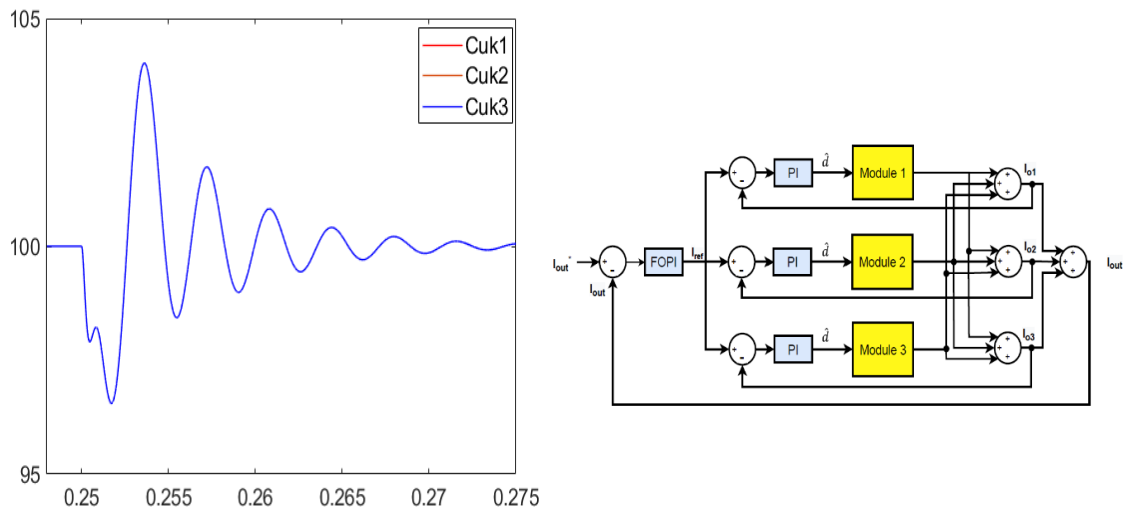 105
100
95
0.25
0.255
0.26
0.265
0.27
0.275
Cuk1
Cuk2
Cuk3
Iout*
+
-
Iout
FOPI
Iref
+
-
PI
d̂
Module 1
+
+
+
Io1
+
-
PI
d̂
Module 2
+
+
+
Io2
+
+
+
Iout
+
-
PI
d̂
Module 3
+
+
+
Io3